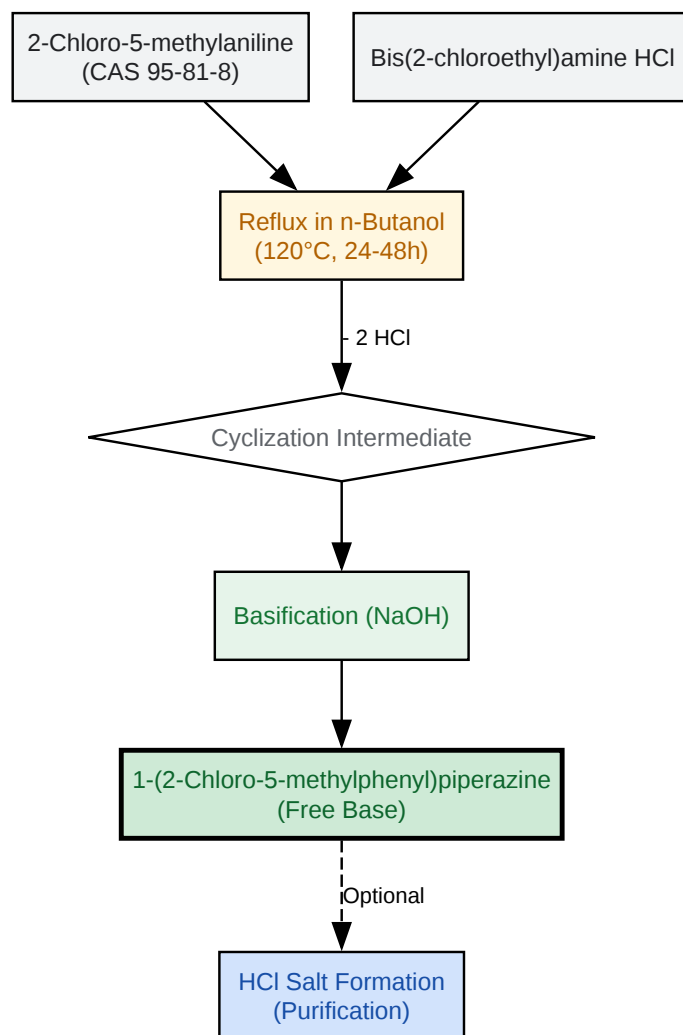 2-Chloro-5-methylaniline
(CAS 95-81-8)
Bis(2-chloroethyl)amine HCl
Reflux in n-Butanol
(120°C, 24-48h)
- 2 HCl
Cyclization Intermediate
Basification (NaOH)
1-(2-Chloro-5-methylphenyl)piperazine
(Free Base)
Optional
HCl Salt Formation
(Purification)